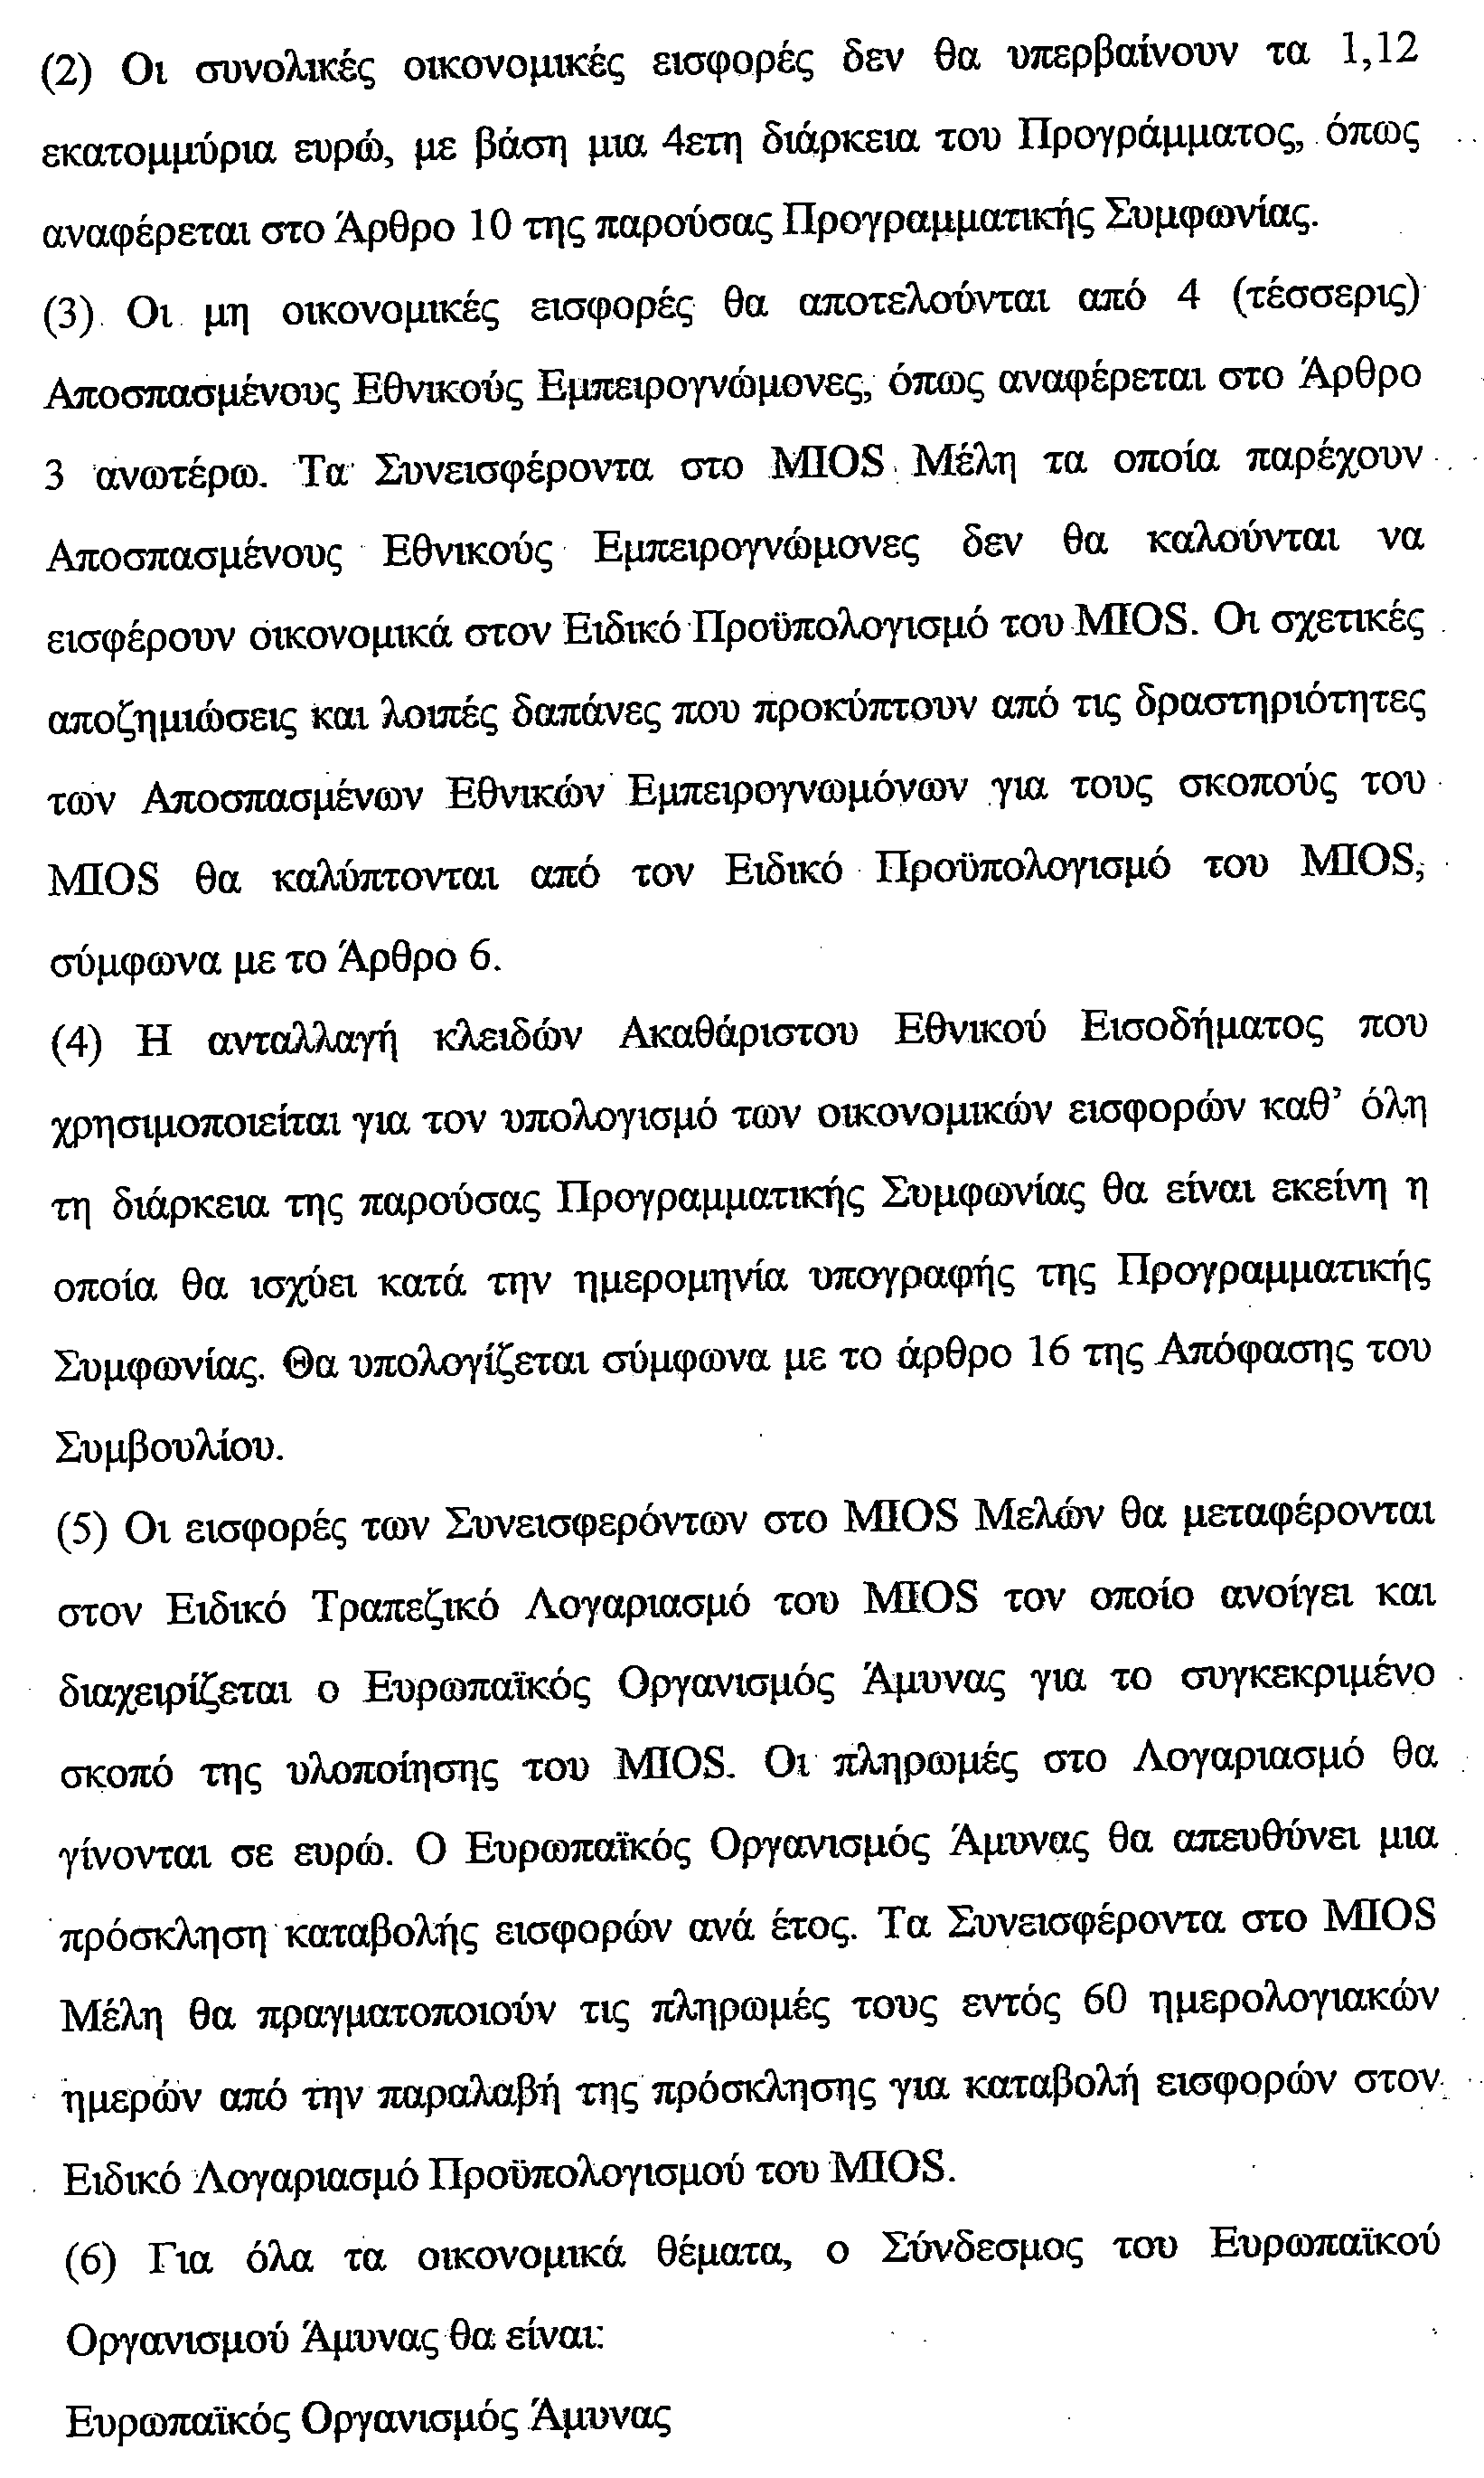 (2) Οι συνολικές οικονομικές εισφορές δεν θα υπερβαίνουν τα 1,12
εκατομμύρια ευρώ, με βάση μια 4ετη διάρκεια του Προγράμματος, όπως
αναφέρεται στο Άρθρο 10 της παρούσας Προγραμματικής Συμφωνίας.
(3) Οι μη οικονομικές εισφορές θα αποτελούνται από 4 (τέσσερις)
Αποσπασμένους Εθνικούς Εμπειρογνώμονες, όπως αναφέρεται στο Άρθρο
3 ανωτέρω. Τα Συνεισφέροντα στο MIOS Μέλη τα οποία παρέχουν
Αποσπασμένους Εθνικούς Εμπειρογνώμονες δεν θα καλούνται να
εισφέρουν οικονομικά στον Ειδικό Προϋπολογισμό του MIOS. Οι σχετικές
αποζημιώσεις και λοιπές δαπάνες που προκύπτουν από τις δραστηριότητες
των Αποσπασμένων Εθνικών Εμπειρογνωμόνων για τους σκοπούς του
MIOS θα καλύπτονται από τον Ειδικό Προϋπολογισμό του MIOS,
σύμφωνα με το Άρθρο 6.
(4) Η ανταλλαγή κλειδών Ακαθάριστου Εθνικού Εισοδήματος που
χρησιμοποιείται για τον υπολογισμό των οικονομικών εισφορών καθ’ όλη
τη διάρκεια της παρούσας Προγραμματικής Συμφωνίας θα είναι εκείνη η
οποία θα ισχύει κατά την ημερομηνία υπογραφής της Προγραμματικής
Συμφωνίας. Θα υπολογίζεται σύμφωνα με το άρθρο 16 της Απόφασης του
Συμβουλίου.
(5) Οι εισφορές των Συνεισφερόντων στο MIOS Μελών θα μεταφέρονται
στον Ειδικό Τραπεζικό Λογαριασμό του MIOS τον οποίο ανοίγει και
διαχειρίζεται ο Ευρωπαϊκός Οργανισμός Άμυνας για το συγκεκριμένο
σκοπό της υλοποίησης του MIOS. Οι πληρωμές στο Λογαριασμό θα
γίνονται σε ευρώ. Ο Ευρωπαϊκός Οργανισμός Άμυνας θα απευθύνει μια
πρόσκληση καταβολής εισφορών ανά έτος. Τα Συνεισφέροντα στο MIOS
Μέλη θα πραγματοποιούν τις πληρωμές τους εντός 60 ημερολογιακών
ημερών από την παραλαβή της πρόσκλησης για καταβολή εισφορών στον
Ειδικό Λογαριασμό Προϋπολογισμού του MIOS.
(6) Για όλα τα οικονομικά θέματα, ο Σύνδεσμος του Ευρωπαϊκού
Οργανισμού Άμυνας θα είναι:
Ευρωπαϊκός Οργανισμός Άμυνας